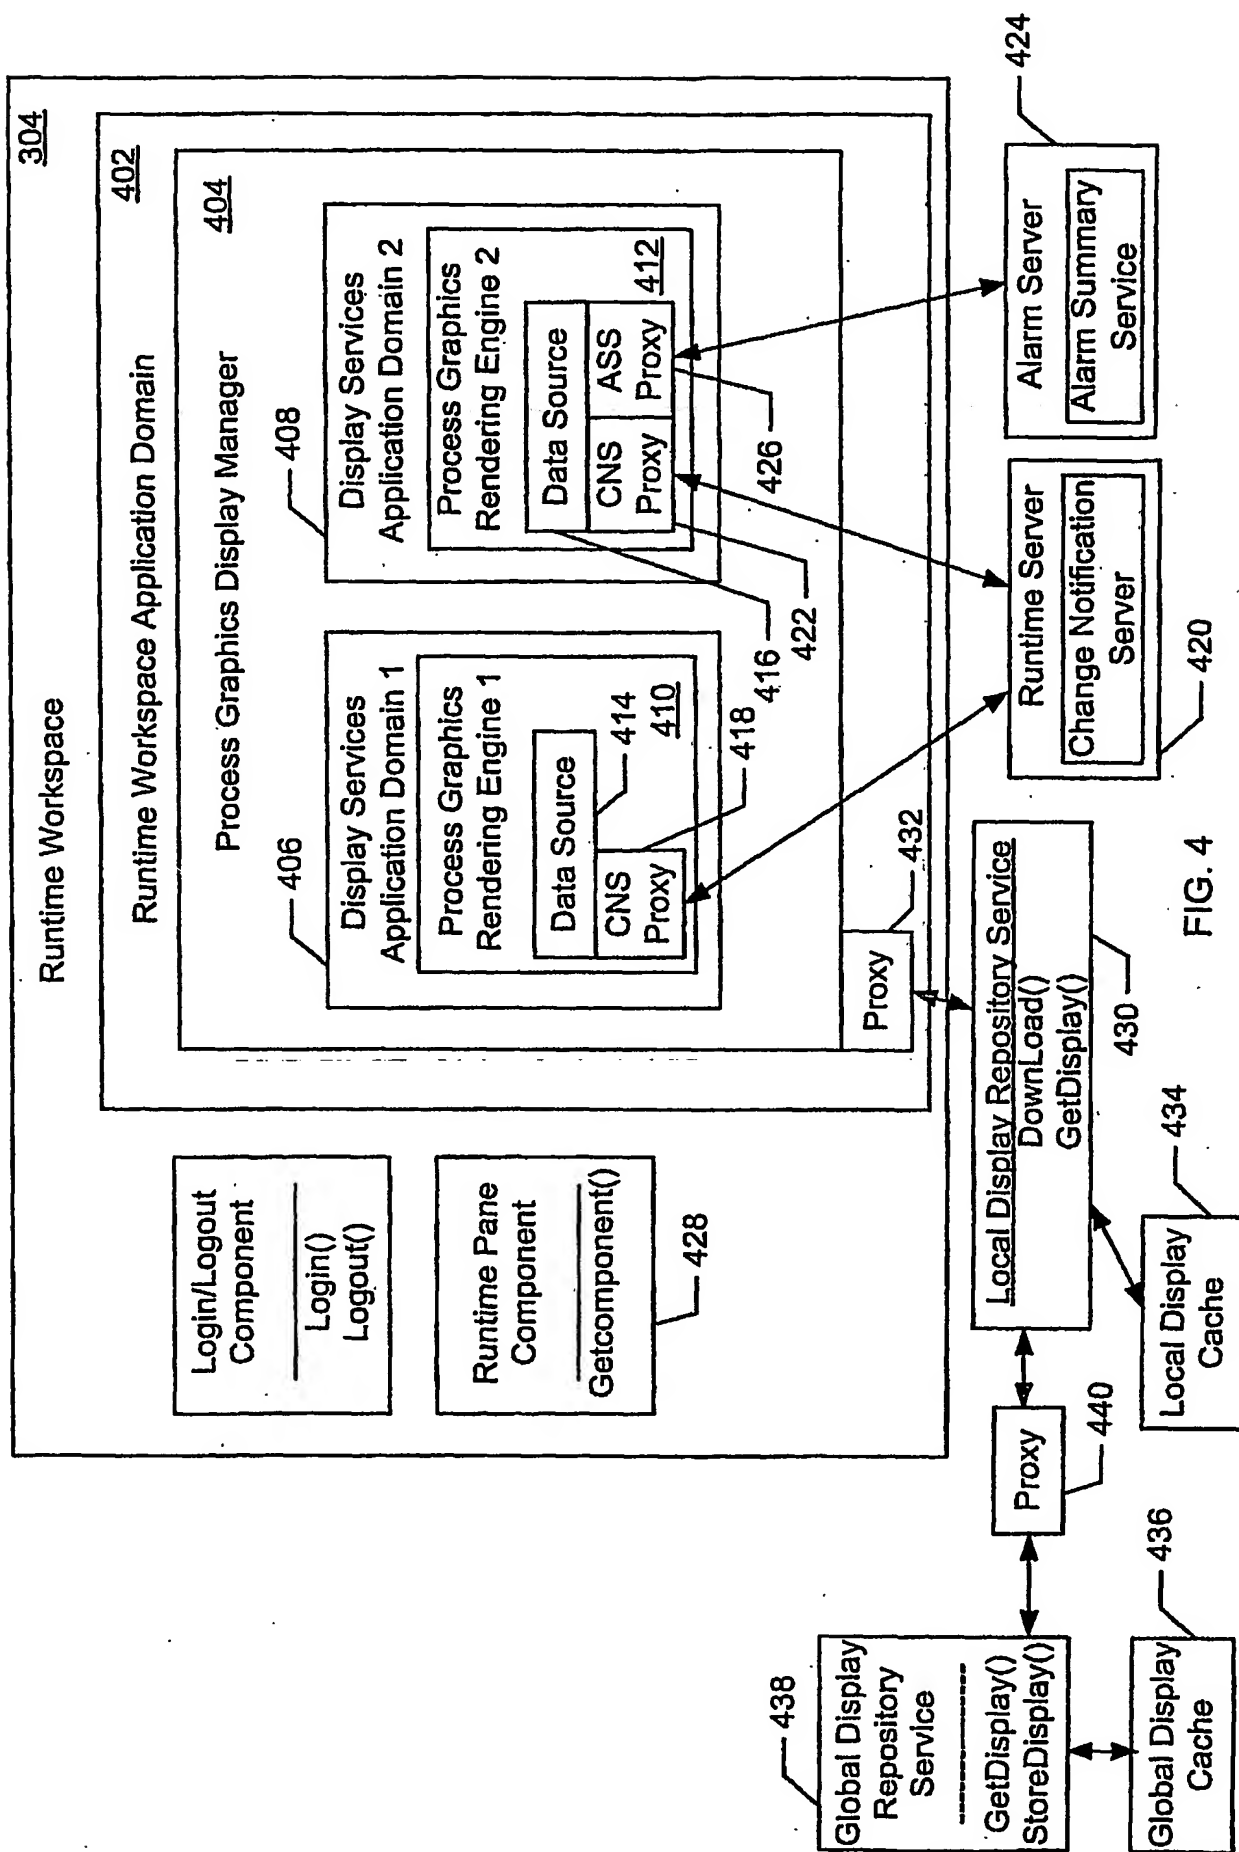 Runtime Workspace
304
Runtime Workspace Application Domain
402
Process Graphics Display Manager
404
Login/Logout
Component
Login()
Logout()
Runtime Pane
Component
Getcomponent()
428
406
Display Services
Application Domain 1
Process Graphics
Rendering Engine 1
410
Data Source
414
CNS
Proxy
418
408
Display Services
Application Domain 2
Process Graphics
Rendering Engine 2
412
Data Source
416
CNS
Proxy
422
ASS
Proxy
426
Proxy
432
Local Display Repository Service
DownLoad()
GetDisplay()
430
Runtime Server
Change Notification
Server
420
Alarm Server
Alarm Summary
Service
424
438
Global Display
Repository
Service
GetDisplay()
StoreDisplay()
Proxy
440
Local Display
Cache
434
Global Display
Cache
436
FIG. 4